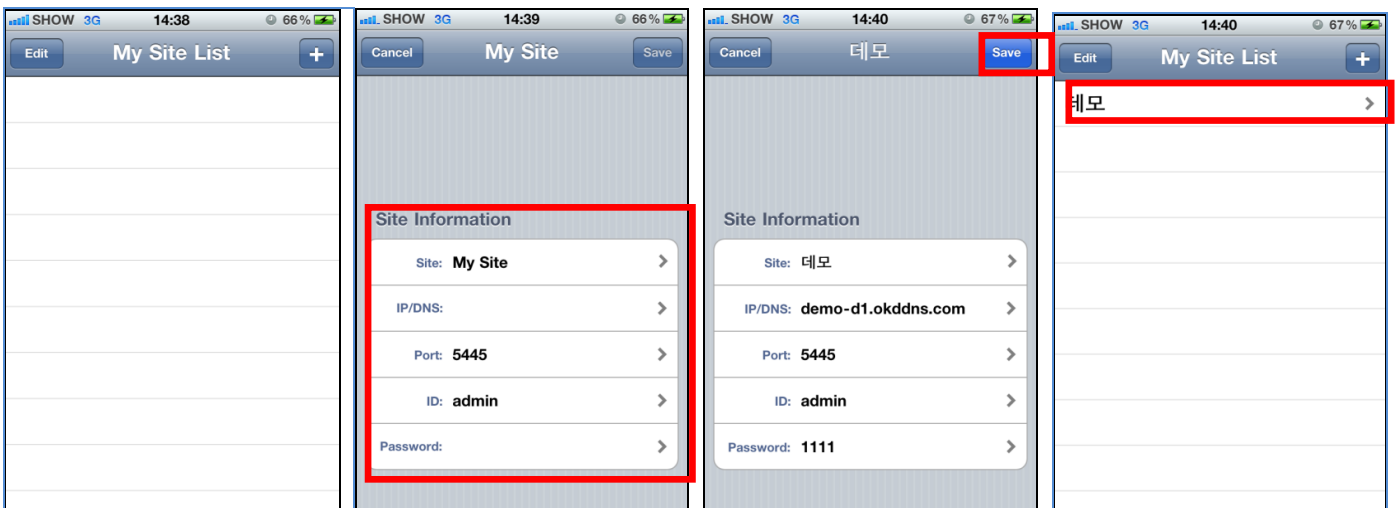 SHOW 3G 14:38 66%
Edit My Site List +
SHOW 3G 14:39 66%
Cancel My Site Save
Site Information
Site: My Site
IP/DNS:
Port: 5445
ID: admin
Password:
SHOW 3G 14:40 67%
Cancel 데모 Save
Site Information
Site: 데모
IP/DNS: demo-d1.okddns.com
Port: 5445
ID: admin
Password: 1111
SHOW 3G 14:40 67%
Edit My Site List +
데모